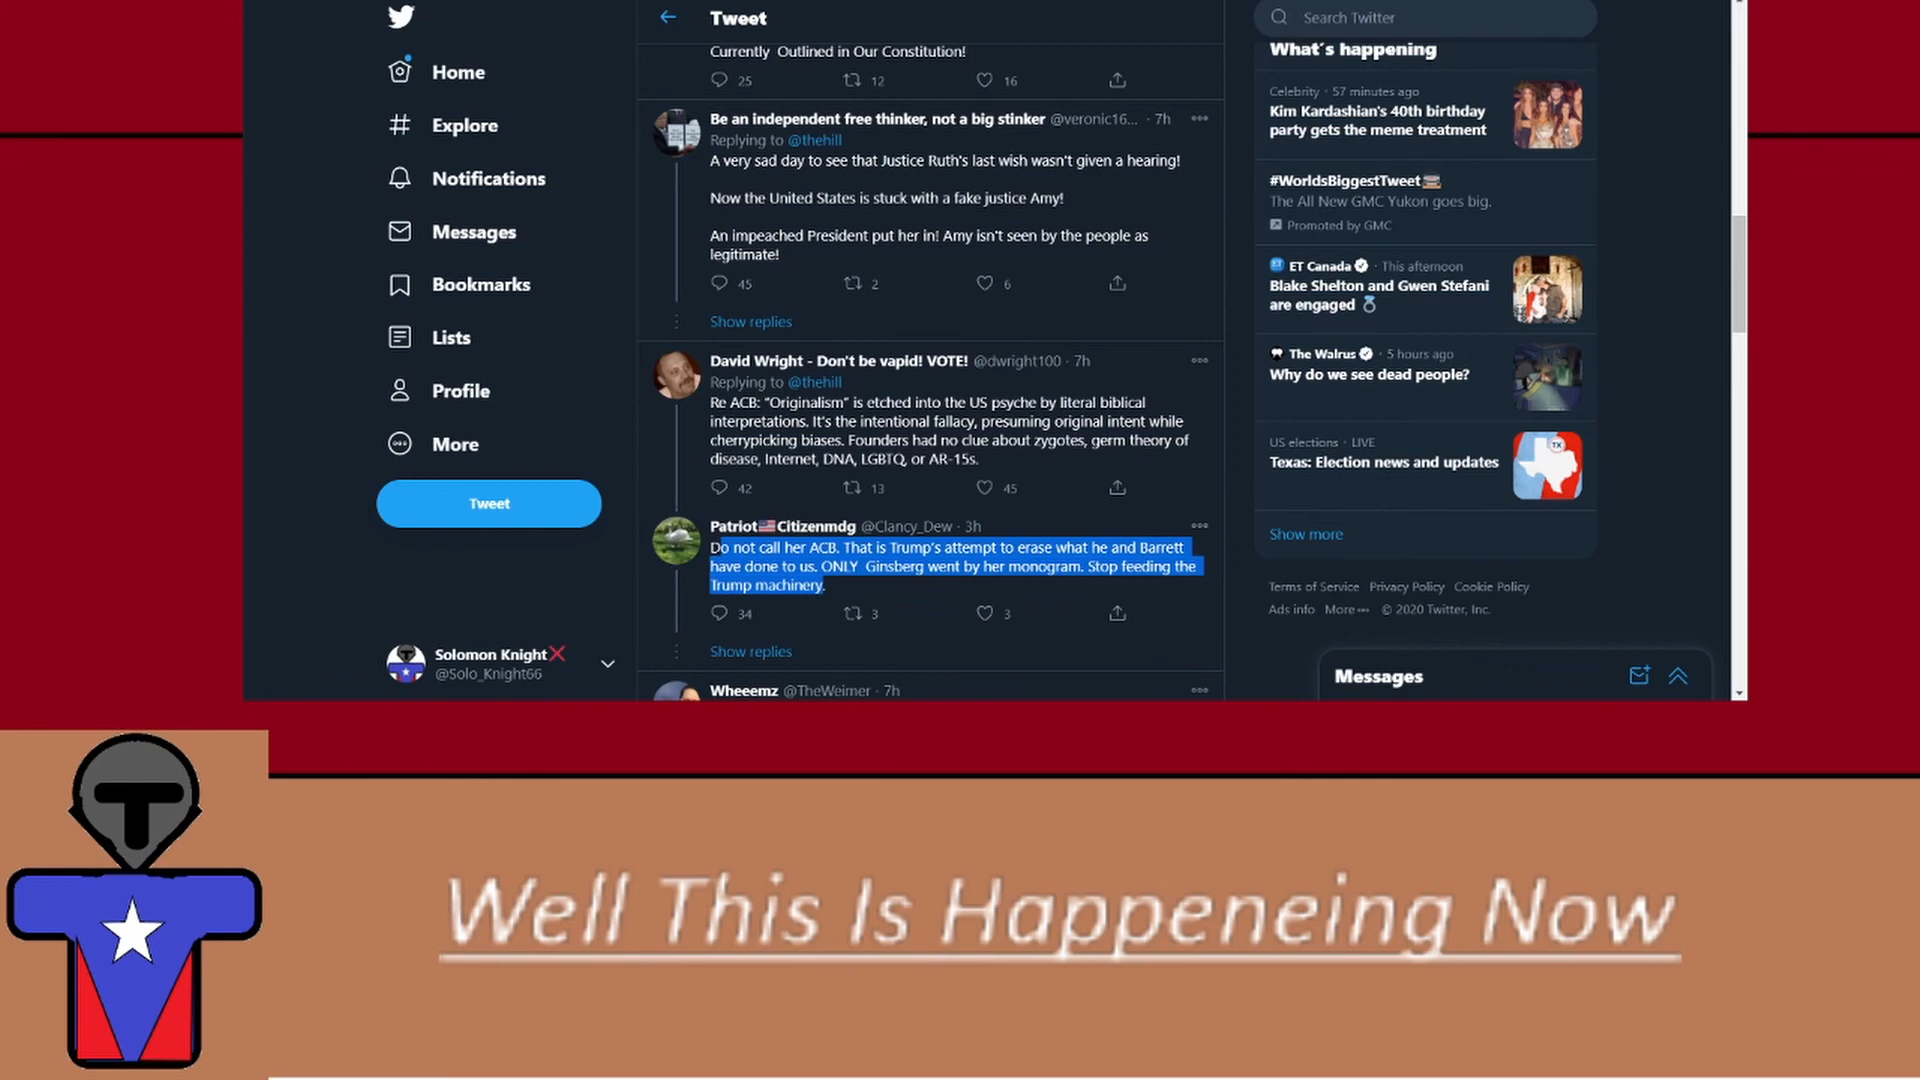 Home
Explore
Notifications
Messages
Bookmarks
Lists
Profile
More
Tweet
Solomon Knight❌
@Solo_Knight66
Tweet
Currently Outlined in Our Constitution!
25 12 16
Be an independent free thinker, not a big stinker @veronic16... · 7h
Replying to @thehill
A very sad day to see that Justice Ruth's last wish wasn't given a hearing!
Now the United States is stuck with a fake justice Amy!
An impeached President put her in! Amy isn't seen by the people as
legitimate!
45 2 6
Show replies
David Wright - Don't be vapid! VOTE! @dwright100 · 7h
Replying to @thehill
Re ACB: “Originalism” is etched into the US psyche by literal biblical
interpretations. It's the intentional fallacy, presuming original intent while
cherrypicking biases. Founders had no clue about zygotes, germ theory of
disease, Internet, DNA, LGBTQ, or AR-15s.
42 13 45
Patriot🇺🇸Citizenmdg @Clancy_Dew · 3h
Do not call her ACB. That is Trump's attempt to erase what he and Barrett
have done to us. ONLY Ginsberg went by her monogram. Stop feeding the
Trump machinery.
34 3 3
Show replies
Wheeemz @TheWeimer · 7h
Search Twitter
What's happening
Celebrity · 57 minutes ago
Kim Kardashian's 40th birthday
party gets the meme treatment
#WorldsBiggestTweet
The All New GMC Yukon goes big.
Promoted by GMC
ET Canada · This afternoon
Blake Shelton and Gwen Stefani
are engaged 💍
The Walrus · 5 hours ago
Why do we see dead people?
US elections · LIVE
Texas: Election news and updates
TX
Show more
Terms of Service Privacy Policy Cookie Policy
Ads info More··· © 2020 Twitter, Inc.
Messages
Well This Is Happeneing Now